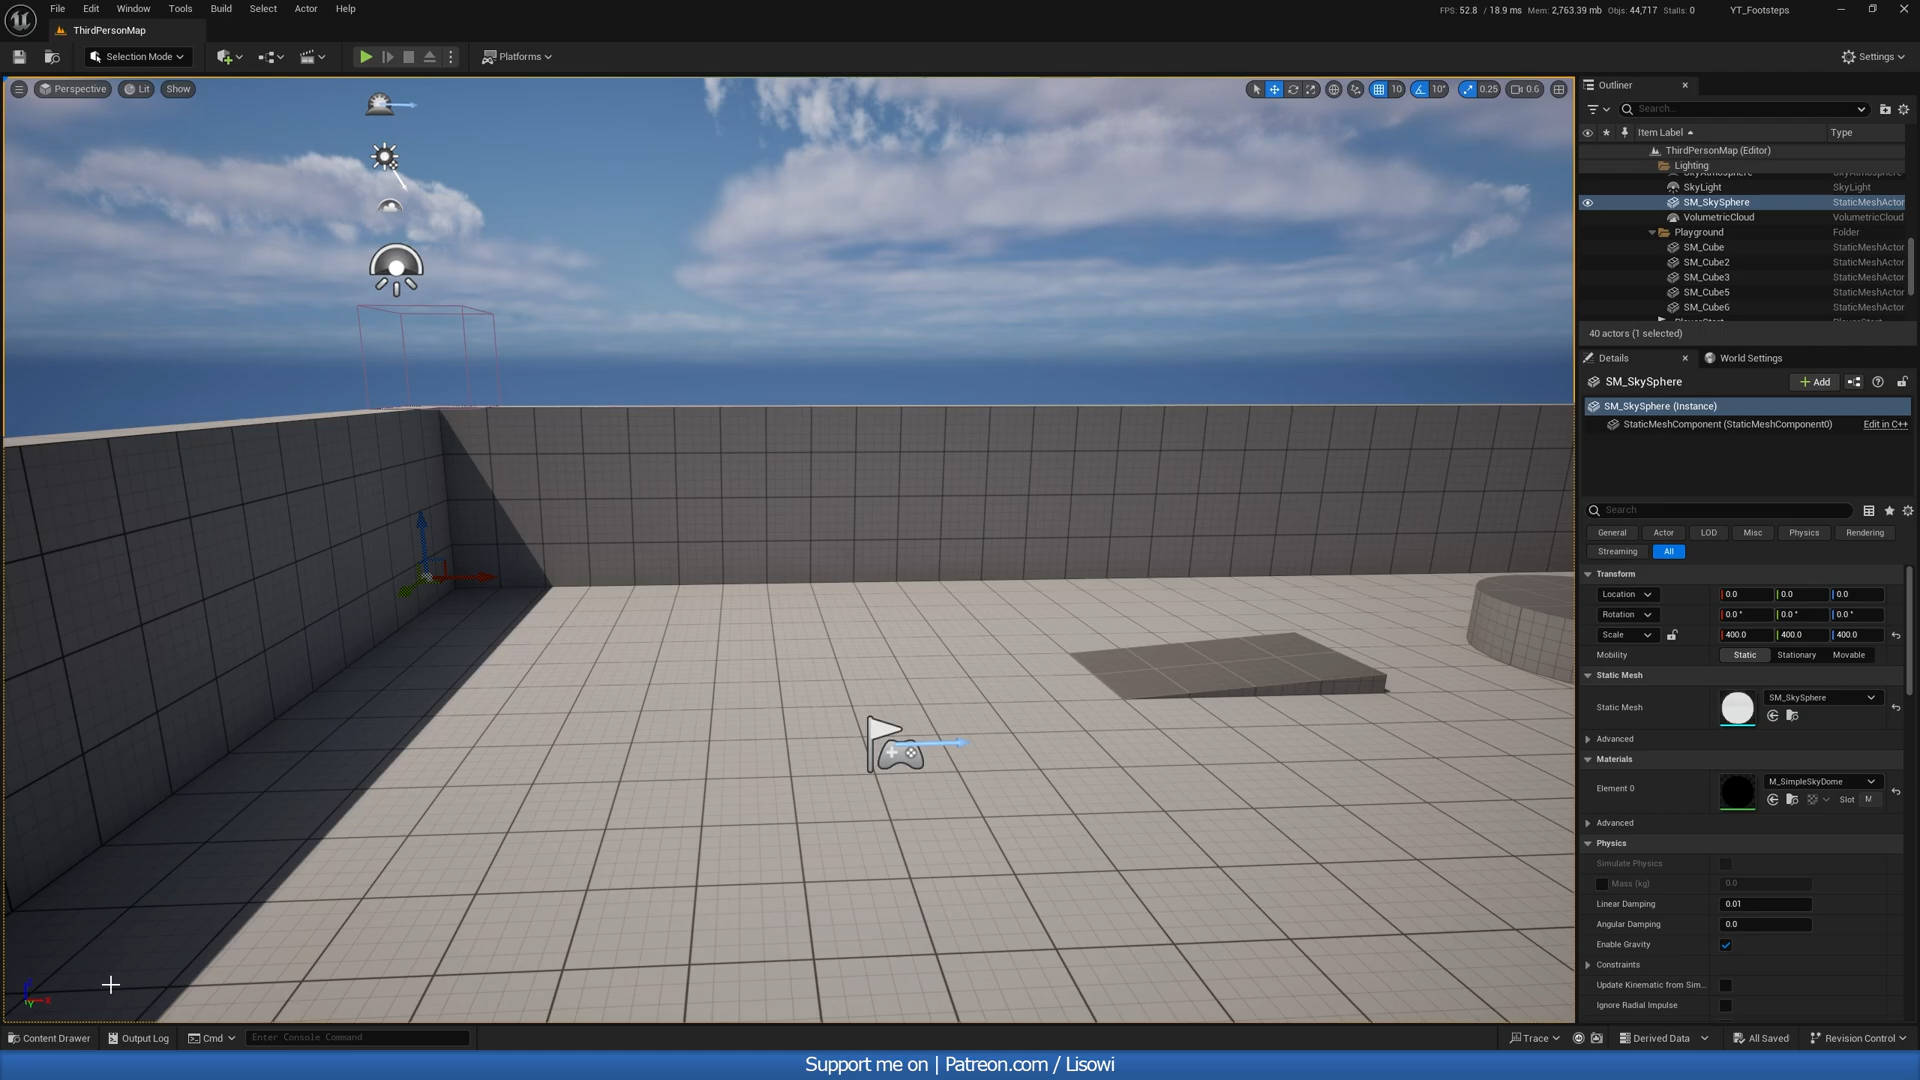 File Edit Window Tools Build Select Actor Help
FPS: 52.8 / 18.9 ms Mem: 2,763.39 mb Objs: 44,717 Stalls: 0
YT_Footsteps
ThirdPersonMap
Selection Mode
Platforms
Settings
Perspective
Lit
Show
10
10°
0.25
0.6
Outliner
Search...
Item Label Type
ThirdPersonMap (Editor)
Lighting
SkyAtmosphere SkyAtmosphere
SkyLight SkyLight
SM_SkySphere StaticMeshActor
VolumetricCloud VolumetricCloud
Playground Folder
SM_Cube StaticMeshActor
SM_Cube2 StaticMeshActor
SM_Cube3 StaticMeshActor
SM_Cube5 StaticMeshActor
SM_Cube6 StaticMeshActor
PlayerStart PlayerStart
40 actors (1 selected)
Details
World Settings
SM_SkySphere
Add
SM_SkySphere (Instance)
StaticMeshComponent (StaticMeshComponent0) Edit in C++
Search
General Actor LOD Misc Physics Rendering
Streaming All
Transform
Location 0.0 0.0 0.0
Rotation 0.0 ° 0.0 ° 0.0 °
Scale 400.0 400.0 400.0
Mobility Static Stationary Movable
Static Mesh
Static Mesh SM_SkySphere
Advanced
Materials
Element 0 M_SimpleSkyDome
Slot M
Advanced
Physics
Simulate Physics
Mass (kg) 0.0
Linear Damping 0.01
Angular Damping 0.0
Enable Gravity
Constraints
Update Kinematic from Sim...
Ignore Radial Impulse
X
Content Drawer Output Log Cmd Enter Console Command
Trace Derived Data All Saved Revision Control
Support me on | Patreon.com / Lisowi